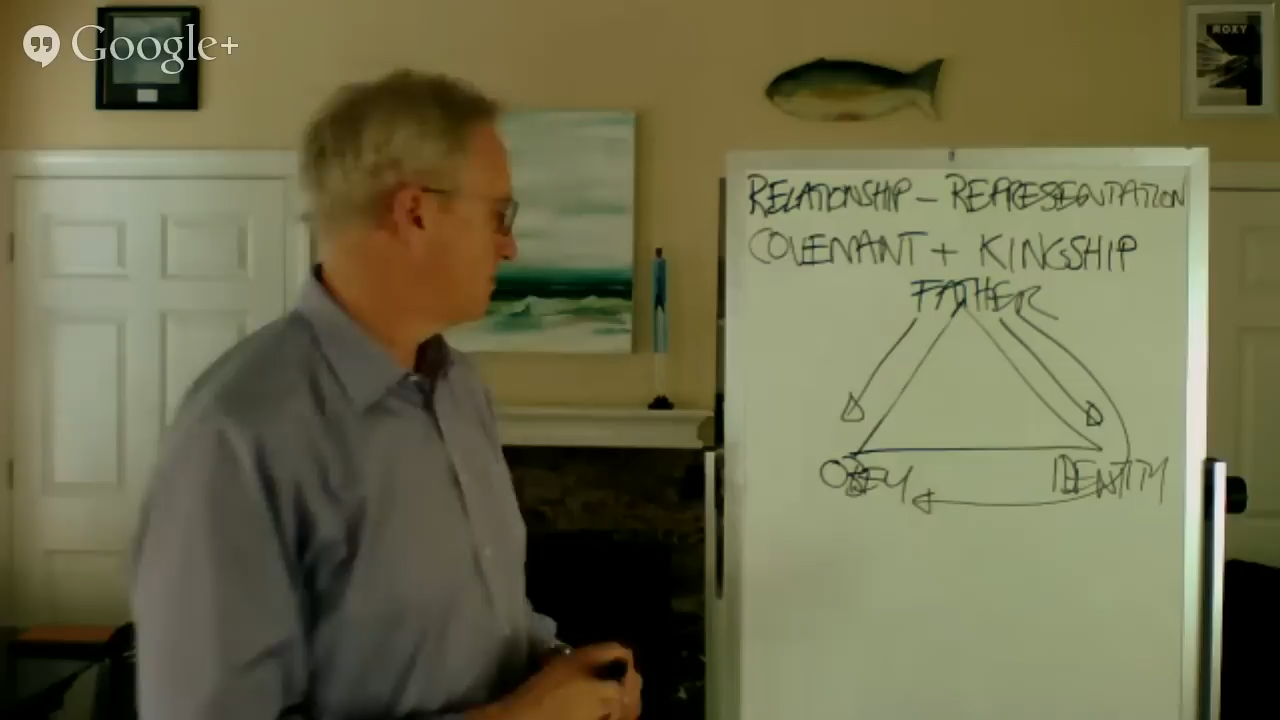 Google+
ROXY
RELATIONSHIP – REPRESENTATION
COVENANT + KINGSHIP
FATHER
OBEY IDENTITY